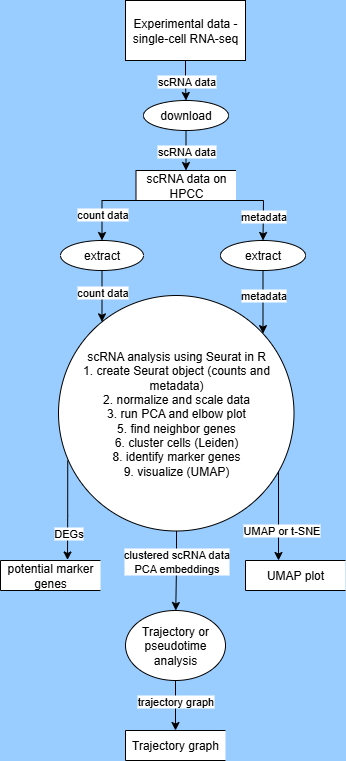 Experimental data -
single-cell RNA-seq
scRNA data
download
scRNA data
scRNA data on
HPCC
count data
metadata
extract
extract
count data
metadata
scRNA analysis using Seurat in R
1. create Seurat object (counts and
metadata)
2. normalize and scale data
3. run PCA and elbow plot
5. find neighbor genes
6. cluster cells (Leiden)
8. identify marker genes
9. visualize (UMAP)
DEGs
UMAP or t-SNE
clustered scRNA data
PCA embeddings
potential marker
genes
UMAP plot
Trajectory or
pseudotime
analysis
trajectory graph
Trajectory graph